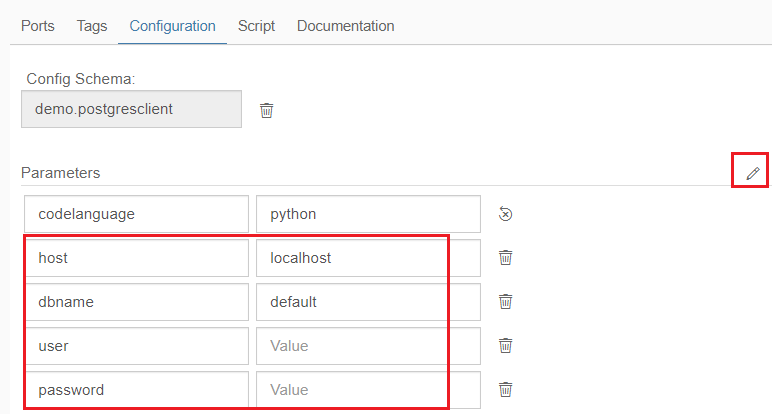 Ports Tags Configuration Script Documentation
Config Schema:
demo.postgresclient
Parameters
codelanguage python
host localhost
dbname default
user Value
password Value